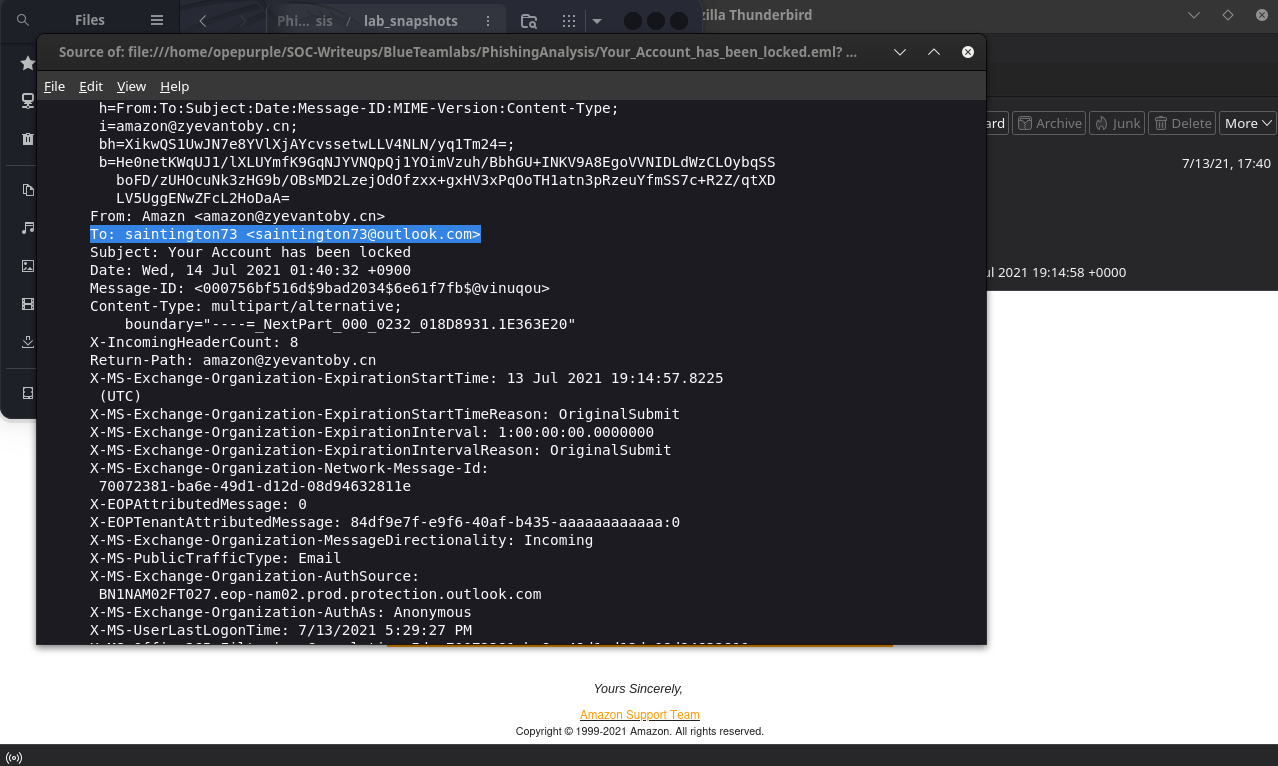 Files
Phi... sis / lab_snapshots
zilla Thunderbird
Source of: file:///home/opepurple/SOC-Writeups/BlueTeamlabs/PhishingAnalysis/Your_Account_has_been_locked.eml? ...
File Edit View Help
h=From:To:Subject:Date:Message-ID:MIME-Version:Content-Type;
i=amazon@zyevantoby.cn;
bh=XikwQS1UwJN7e8YVlXjAYcvssetwLLV4NLN/yq1Tm24=;
b=He0netKWqUJ1/lXLUYmfK9GqNJYVNQpQj1YOimVzuh/BbhGU+INKV9A8EgoVVNIDLdWzCLOybqSS
boFD/zUHOcuNk3zHG9b/OBsMD2LzejOdOfzxx+gxHV3xPqOoTH1atn3pRzeuYfmSS7c+R2Z/qtXD
LV5UggENwZFcL2HoDaA=
From: Amazn <amazon@zyevantoby.cn>
To: saintington73 <saintington73@outlook.com>
Subject: Your Account has been locked
Date: Wed, 14 Jul 2021 01:40:32 +0900
Message-ID: <000756bf516d$9bad2034$6e61f7fb$@vinuqou>
Content-Type: multipart/alternative;
boundary="----=_NextPart_000_0232_018D8931.1E363E20"
X-IncomingHeaderCount: 8
Return-Path: amazon@zyevantoby.cn
X-MS-Exchange-Organization-ExpirationStartTime: 13 Jul 2021 19:14:57.8225
(UTC)
X-MS-Exchange-Organization-ExpirationStartTimeReason: OriginalSubmit
X-MS-Exchange-Organization-ExpirationInterval: 1:00:00:00.0000000
X-MS-Exchange-Organization-ExpirationIntervalReason: OriginalSubmit
X-MS-Exchange-Organization-Network-Message-Id:
70072381-ba6e-49d1-d12d-08d94632811e
X-EOPAttributedMessage: 0
X-EOPTenantAttributedMessage: 84df9e7f-e9f6-40af-b435-aaaaaaaaaaaa:0
X-MS-Exchange-Organization-MessageDirectionality: Incoming
X-MS-PublicTrafficType: Email
X-MS-Exchange-Organization-AuthSource:
BN1NAM02FT027.eop-nam02.prod.protection.outlook.com
X-MS-Exchange-Organization-AuthAs: Anonymous
X-MS-UserLastLogonTime: 7/13/2021 5:29:27 PM
ard Archive Junk Delete More
7/13/21, 17:40
ul 2021 19:14:58 +0000
Yours Sincerely,
Amazon Support Team
Copyright © 1999-2021 Amazon. All rights reserved.